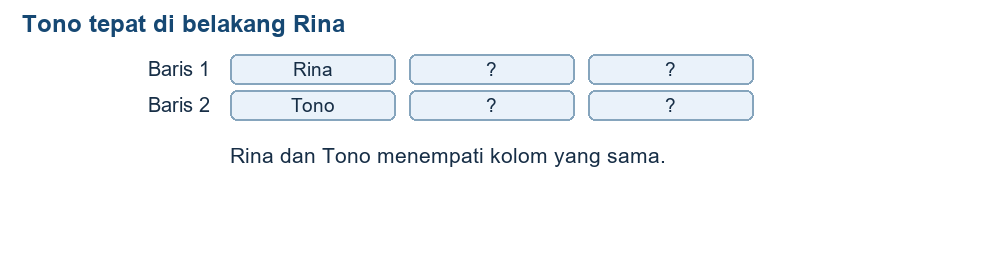 Tono tepat di belakang Rina
Baris 1 Rina ? ?
Baris 2 Tono ? ?
Rina dan Tono menempati kolom yang sama.